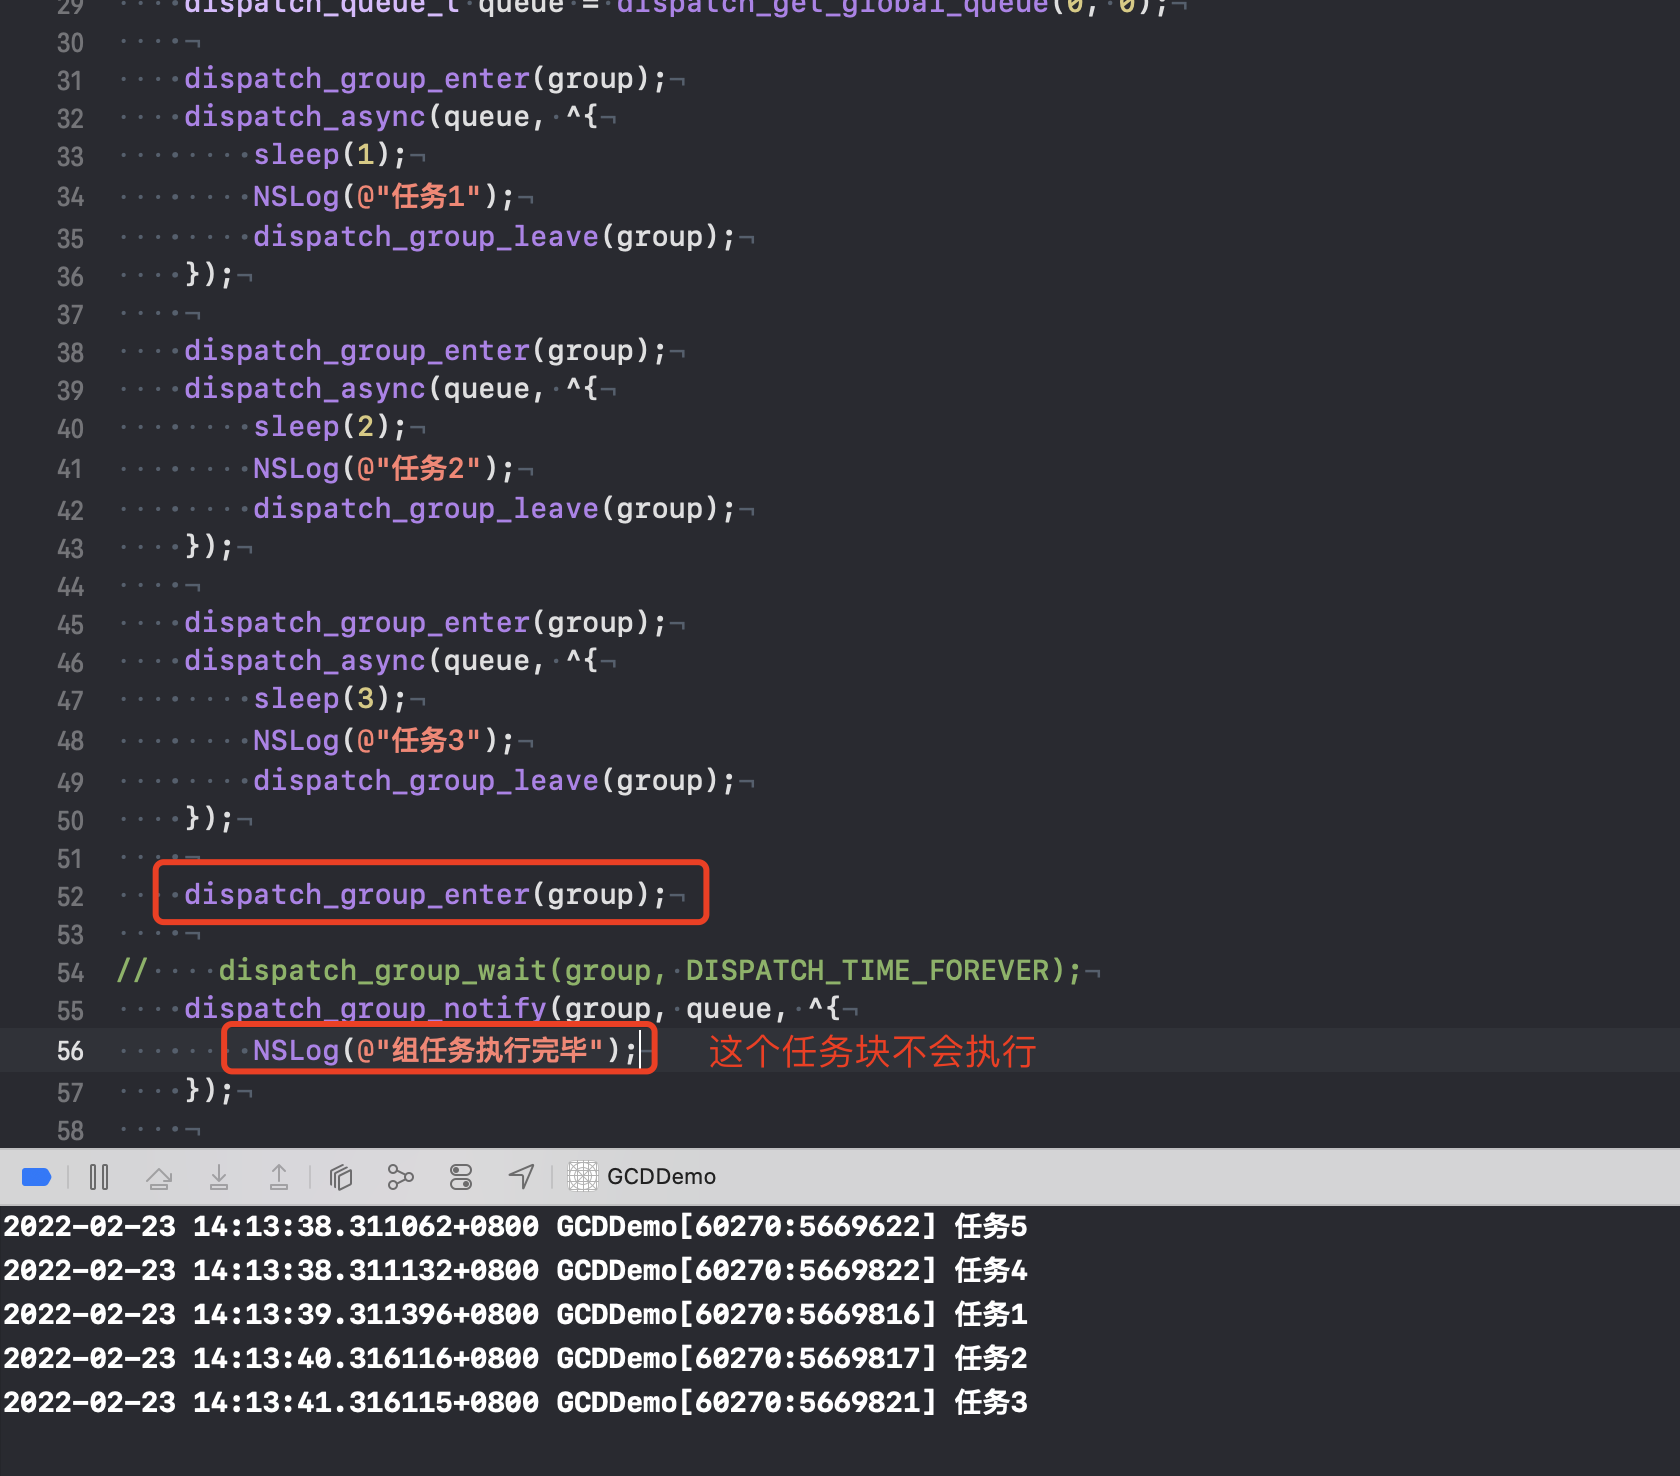 29 dispatch_queue_t queue = dispatch_get_global_queue(0, 0);
30
31 dispatch_group_enter(group);
32 dispatch_async(queue, ^{
33 sleep(1);
34 NSLog(@"任务1");
35 dispatch_group_leave(group);
36 });
37
38 dispatch_group_enter(group);
39 dispatch_async(queue, ^{
40 sleep(2);
41 NSLog(@"任务2");
42 dispatch_group_leave(group);
43 });
44
45 dispatch_group_enter(group);
46 dispatch_async(queue, ^{
47 sleep(3);
48 NSLog(@"任务3");
49 dispatch_group_leave(group);
50 });
51
52 dispatch_group_enter(group);
53
54 // dispatch_group_wait(group, DISPATCH_TIME_FOREVER);
55 dispatch_group_notify(group, queue, ^{
56 NSLog(@"组任务执行完毕"); 这个任务块不会执行
57 });
58
GCDDemo
2022-02-23 14:13:38.311062+0800 GCDDemo[60270:5669622] 任务5
2022-02-23 14:13:38.311132+0800 GCDDemo[60270:5669822] 任务4
2022-02-23 14:13:39.311396+0800 GCDDemo[60270:5669816] 任务1
2022-02-23 14:13:40.316116+0800 GCDDemo[60270:5669817] 任务2
2022-02-23 14:13:41.316115+0800 GCDDemo[60270:5669821] 任务3